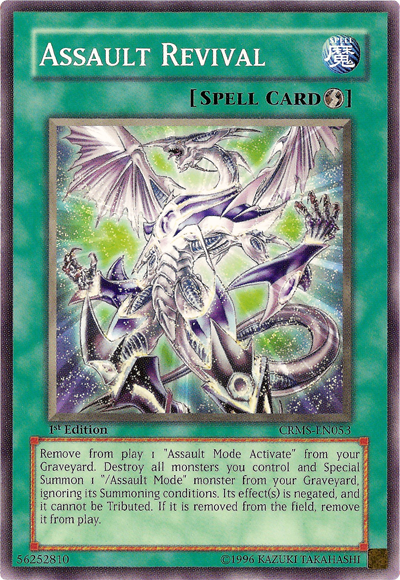 ASSAULT REVIVAL
SPELL
魔
[SPELL CARD]
1st Edition
CRMS-EN053
Remove from play 1 "Assault Mode Activate" from your
Graveyard. Destroy all monsters you control and Special
Summon 1 "/Assault Mode" monster from your Graveyard,
ignoring its Summoning conditions. Its effect(s) is negated, and
it cannot be Tributed. If it is removed from the field, remove
it from play.
56252810
©1996 KAZUKI TAKAHASHI